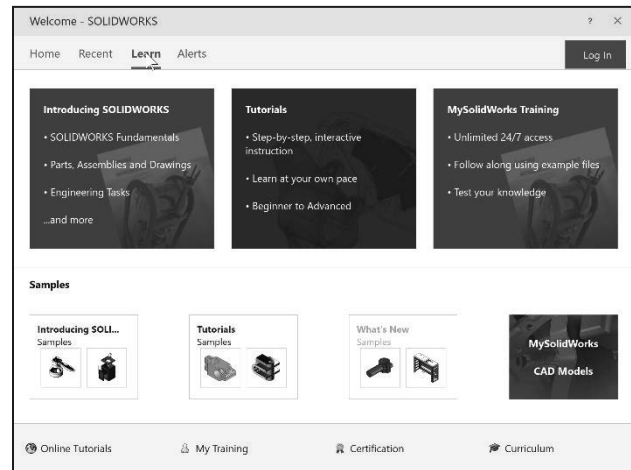 Welcome - SOLIDWORKS
?
Home Recent Learn Alerts
Log In
Introducing SOLIDWORKS
• SOLIDWORKS Fundamentals
• Parts, Assemblies and Drawings
• Engineering Tasks
...and more
Tutorials
• Step-by-step, interactive
instruction
• Learn at your own pace
• Beginner to Advanced
MySolidWorks Training
• Unlimited 24/7 access
• Follow along using example files
• Test your knowledge
Samples
Introducing SOLI...
Samples
Tutorials
Samples
What's New
Samples
MySolidWorks
CAD Models
Online Tutorials
My Training
Certification
Curriculum